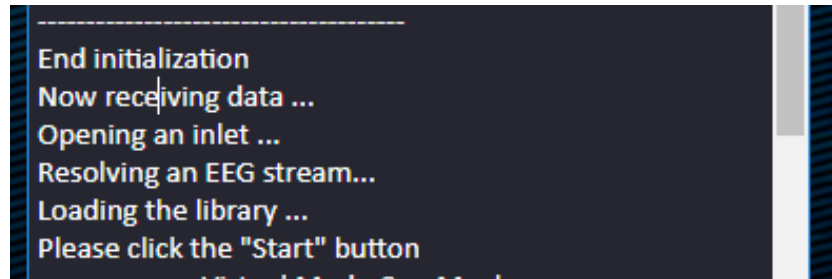 ----------------------------------------
End initialization
Now receiving data ...
Opening an inlet ...
Resolving an EEG stream...
Loading the library ...
Please click the "Start" button